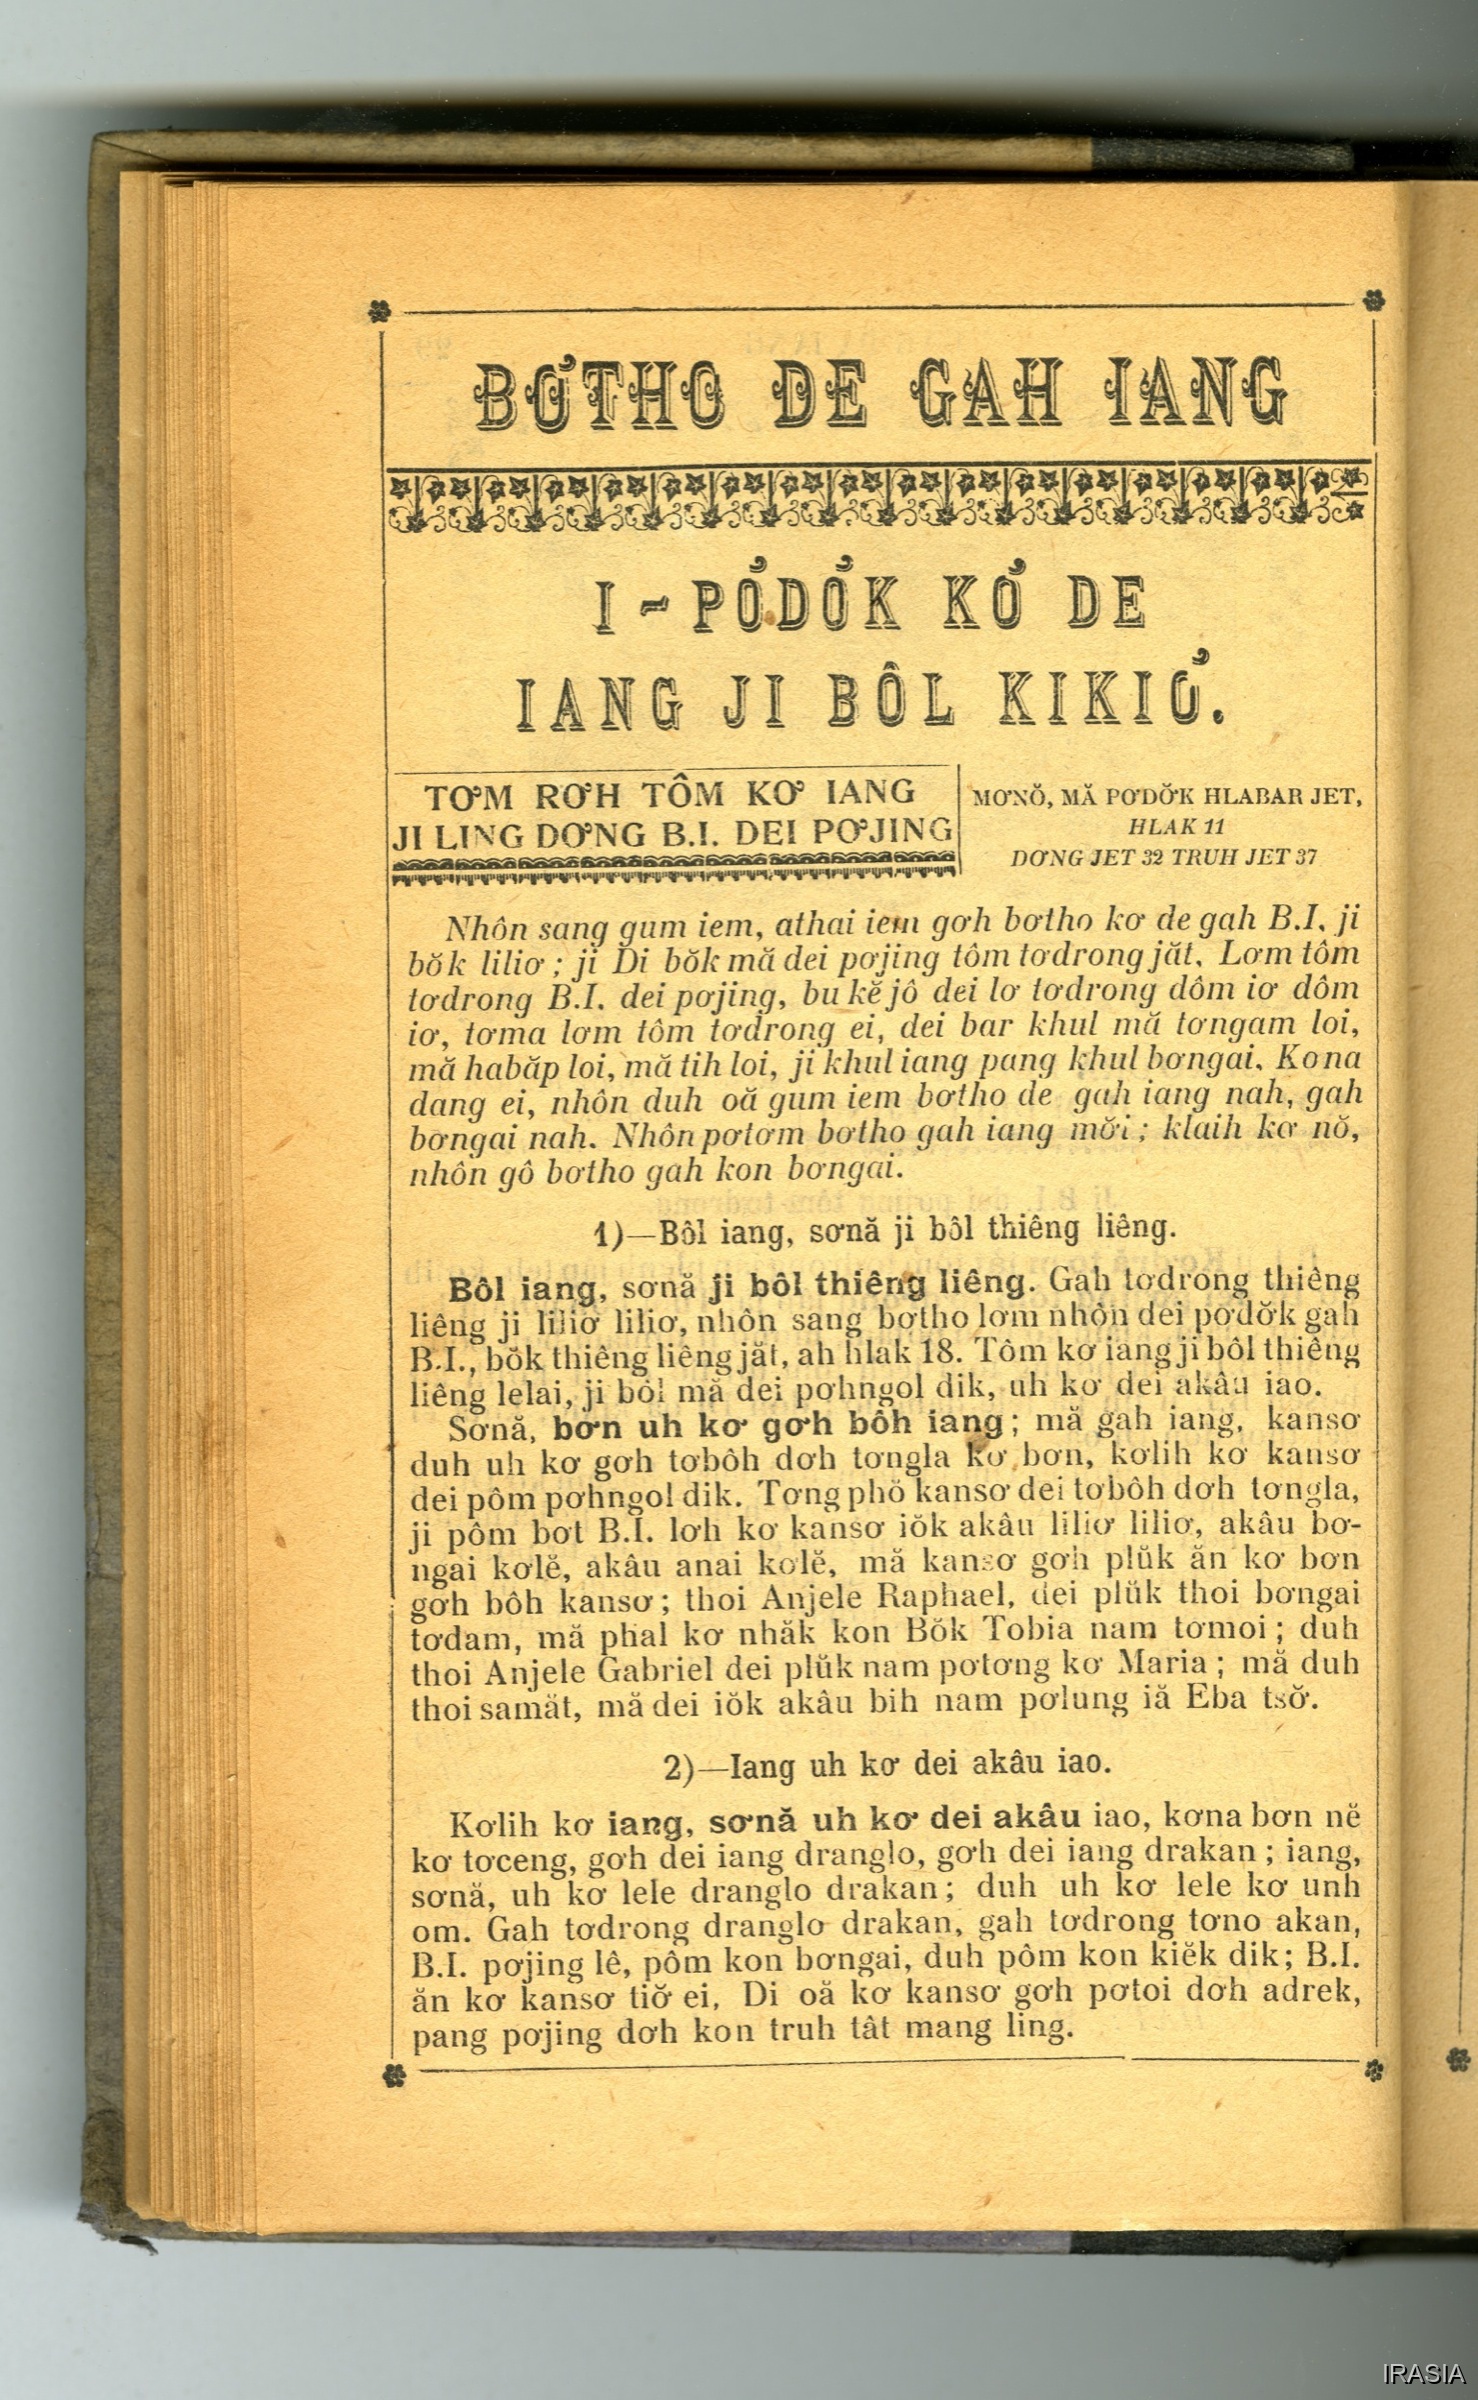 BƠTHO DE GAH IANG
I - PƠDƠK KƠ DE
IANG JI BÔL KIKIƠ.
TƠM RƠH TÔM KƠ IANG
JI LING DƠNG B.I. DEI PƠJING
MƠNŎ, MĂ PƠDƠ̆K HLABAR JET,
HLAK 11
DƠNG JET 32 TRUH JET 37
Nhôn sang gum iem, athai iem gơh bơtho kơ de gah B.I. ji
bŏk liliơ ; ji Di bŏk mă dei pơjing tôm tơdrong jăt. Lơm tôm
tơdrong B.I. dei pơjing, bu kĕ jô dei lơ tơdrong dôm iơ dôm
iơ, tơma lơm tôm tơdrong ei, dei bar khul mă tơngam loi,
mă habăp loi, mă tih loi, ji khul iang pang khul bơngai. Kơna
dang ei, nhôn duh oă gum iem bơtho de gah iang nah, gah
bơngai nah. Nhôn pơtơm bơtho gah iang mơ̆i ; klaih kơ nŏ,
nhôn gô bơtho gah kon bơngai.
1)—Bôl iang, sơnă ji bôl thiêng liêng.
Bôl iang, sơnă ji bôl thiêng liêng. Gah tơdrong thiêng
liêng ji liliơ liliơ, nhôn sang bơtho lơm nhôn dei pơdơ̆k gah
B.I., bŏk thiêng liêng jăt, ah hlak 18. Tôm kơ iang ji bôl thiêng
liêng lelai, ji bôl mă dei pơhngol dik, uh kơ dei akâu iao.
Sơnă, bơn uh kơ gơh bôh iang ; mă gah iang, kansơ
duh uh kơ gơh tơbôh dơh tơngla kơ bơn, kơlih kơ kansơ
dei pôm pơhngol dik. Tơng phŏ kansơ dei tơbôh dơh tơngla,
ji pôm bơt B.I. lơh kơ kansơ iŏk akâu liliơ liliơ, akâu bơ-
ngai kơlĕ, akâu anai kơlĕ, mă kansơ gơh plŭk ăn kơ bơn
gơh bôh kansơ ; thoi Anjele Raphael, dei plŭk thoi bơngai
tơdam, mă phal kơ nhăk kon Bŏk Tobia nam tơmoi ; duh
thoi Anjele Gabriel dei plŭk nam pơtơng kơ Maria ; mă duh
thoi samăt, mă dei iŏk akâu bih nam pơlung iă Eba tsơ̆.
2)—Iang uh kơ dei akâu iao.
Kơlih kơ iang, sơnă uh kơ dei akâu iao, kơna bơn nĕ
kơ tơceng, gơh dei iang dranglo, gơh dei iang drakan ; iang,
sơnă, uh kơ lele dranglo drakan ; duh uh kơ lele kơ unh
om. Gah tơdrong dranglo drakan, gah tơdrong tơno akan,
B.I. pơjing lê, pôm kon bơngai, duh pôm kon kiĕk dik ; B.I.
ăn kơ kansơ tiơ̆ ei, Di oă kơ kansơ gơh pơtoi dơh adrek,
pang pơjing dơh kon truh tât mang ling.
IRASIA